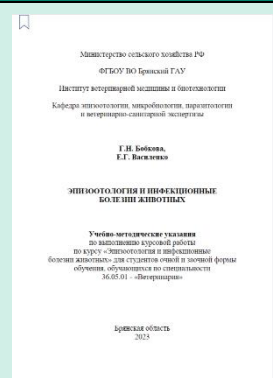 Министерство сельского хозяйства РФ
ФГБОУ ВО Брянский ГАУ
Институт ветеринарной медицины и биотехнологии
Кафедра эпизоотологии, микробиологии, паразитологии
и ветеринарно-санитарной экспертизы
Г.Н. Бобкова,
Е.Г. Василенко
ЭПИЗООТОЛОГИЯ И ИНФЕКЦИОННЫЕ
БОЛЕЗНИ ЖИВОТНЫХ
Учебно-методические указания
по выполнению курсовой работы
по курсу «Эпизоотология и инфекционные
болезни животных» для студентов очной и заочной формы
обучения, обучающихся по специальности
36.05.01 - «Ветеринария»
Брянская область
2023